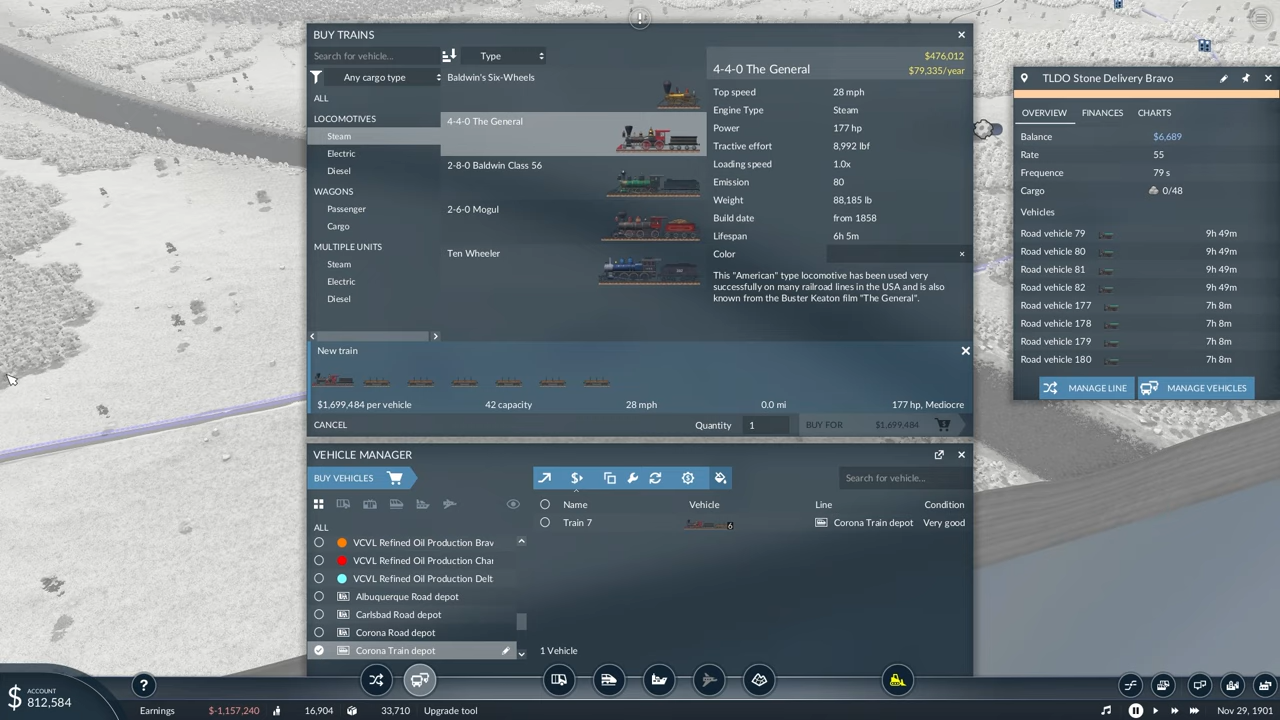 BUY TRAINS
Search for vehicle...
Type
Any cargo type
ALL
LOCOMOTIVES
Steam
Electric
Diesel
WAGONS
Passenger
Cargo
MULTIPLE UNITS
Steam
Electric
Diesel
Baldwin's Six-Wheels
4-4-0 The General
2-8-0 Baldwin Class 56
2-6-0 Mogul
Ten Wheeler
$476,012
4-4-0 The General
$79,335/year
Top speed 28 mph
Engine Type Steam
Power 177 hp
Tractive effort 8,992 lbf
Loading speed 1.0x
Emission 80
Weight 88,185 lb
Build date from 1858
Lifespan 6h 5m
Color
This "American" type locomotive has been used very
successfully on many railroad lines in the USA and is also
known from the Buster Keaton film "The General".
New train
$1,699,484 per vehicle 42 capacity 28 mph 0.0 mi 177 hp, Mediocre
CANCEL Quantity 1 BUY FOR $1,699,484
VEHICLE MANAGER
BUY VEHICLES
Search for vehicle...
ALL
VCVL Refined Oil Production Brav
VCVL Refined Oil Production Char
VCVL Refined Oil Production Delt
Albuquerque Road depot
Carlsbad Road depot
Corona Road depot
Corona Train depot
Name Vehicle Line Condition
Train 7 6 Corona Train depot Very good
1 Vehicle
TLDO Stone Delivery Bravo
OVERVIEW FINANCES CHARTS
Balance $6,689
Rate 55
Frequency 79 s
Cargo 0/48
Vehicles
Road vehicle 79 9h 49m
Road vehicle 80 9h 49m
Road vehicle 81 9h 49m
Road vehicle 82 9h 49m
Road vehicle 177 7h 8m
Road vehicle 178 7h 8m
Road vehicle 179 7h 8m
Road vehicle 180 7h 8m
MANAGE LINE MANAGE VEHICLES
$ ACCOUNT
812,584
?
Earnings $-1,157,240 16,904 33,710 Upgrade tool
Nov 29, 1901